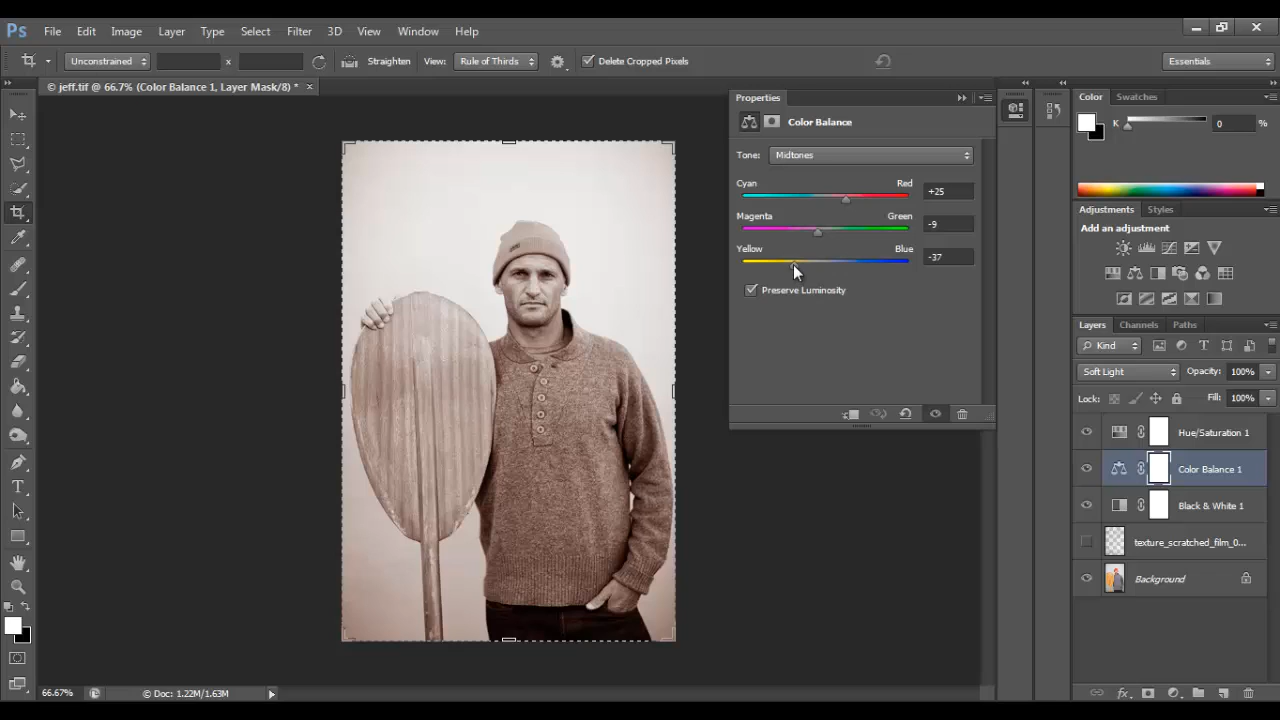 Ps File Edit Image Layer Type Select Filter 3D View Window Help
Unconstrained x Straighten View: Rule of Thirds Delete Cropped Pixels Essentials
© jeff.tif @ 66.7% (Color Balance 1, Layer Mask/8) * ×
Properties
Color Balance
Tone: Midtones
Cyan Red +25
Magenta Green -9
Yellow Blue -37
Preserve Luminosity
Color Swatches
K 0 %
Adjustments Styles
Add an adjustment
Layers Channels Paths
Kind
Soft Light Opacity: 100%
Lock: Fill: 100%
Hue/Saturation 1
Color Balance 1
Black & White 1
texture_scratched_film_0...
Background
66.67% © Doc: 1.22M/1.63M